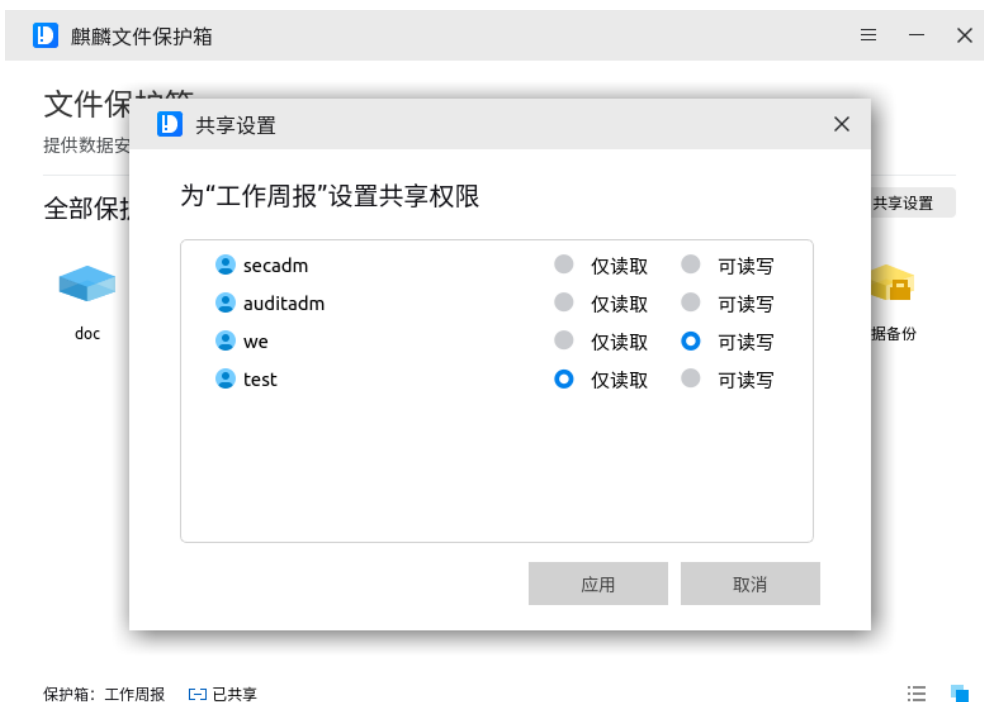 麒麟文件保护箱
文件保护箱
提供数据安
共享设置
为“工作周报”设置共享权限
全部保护
共享设置
secadm 仅读取 可读写
auditadm 仅读取 可读写
we 仅读取 可读写
test 仅读取 可读写
doc
据备份
应用 取消
保护箱：工作周报 已共享